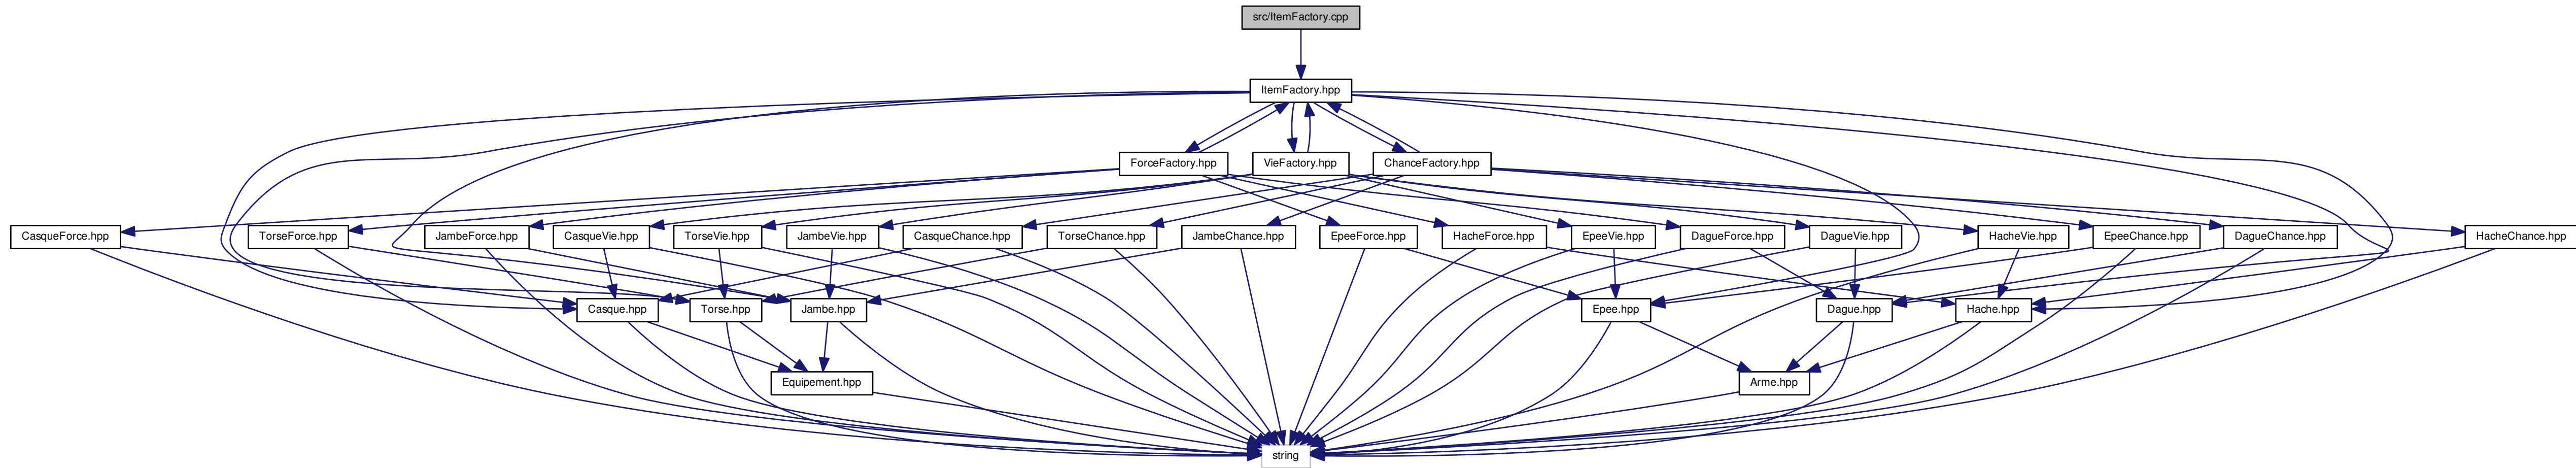 src/ItemFactory.cpp
ItemFactory.hpp
ForceFactory.hpp
VieFactory.hpp
ChanceFactory.hpp
CasqueForce.hpp
TorseForce.hpp
JambeForce.hpp
CasqueVie.hpp
TorseVie.hpp
JambeVie.hpp
CasqueChance.hpp
TorseChance.hpp
JambeChance.hpp
EpeeForce.hpp
HacheForce.hpp
EpeeVie.hpp
DagueForce.hpp
DagueVie.hpp
HacheVie.hpp
EpeeChance.hpp
DagueChance.hpp
HacheChance.hpp
Casque.hpp
Torse.hpp
Jambe.hpp
Epee.hpp
Dague.hpp
Hache.hpp
Equipement.hpp
Arme.hpp
string